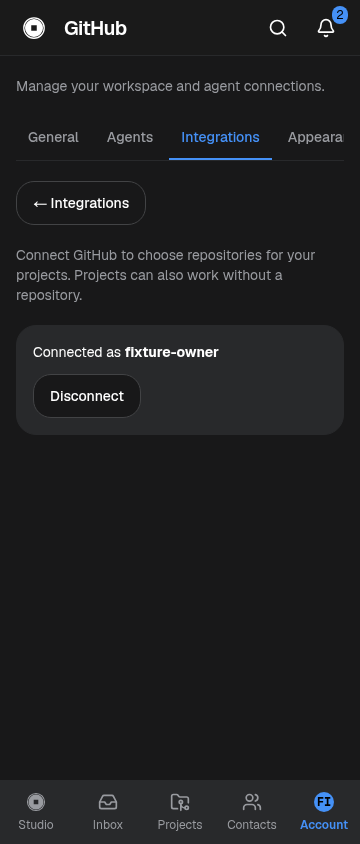 GitHub
2
Manage your workspace and agent connections.
General Agents Integrations Appeara
← Integrations
Connect GitHub to choose repositories for your
projects. Projects can also work without a
repository.
Connected as fixture-owner
Disconnect
FI
Studio Inbox Projects Contacts Account